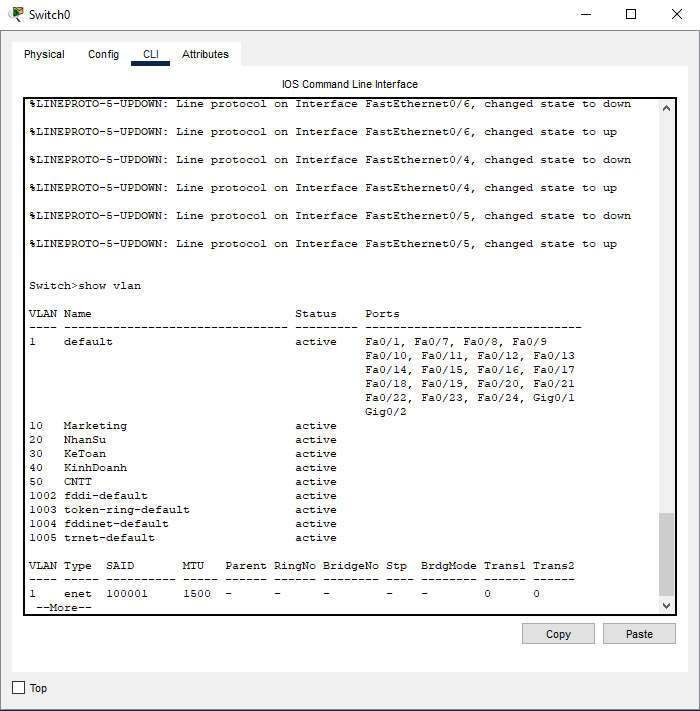 Switch0
Physical Config CLI Attributes
IOS Command Line Interface
%LINEPROTO-5-UPDOWN: Line protocol on Interface FastEthernet0/6, changed state to down
%LINEPROTO-5-UPDOWN: Line protocol on Interface FastEthernet0/6, changed state to up
%LINEPROTO-5-UPDOWN: Line protocol on Interface FastEthernet0/4, changed state to down
%LINEPROTO-5-UPDOWN: Line protocol on Interface FastEthernet0/4, changed state to up
%LINEPROTO-5-UPDOWN: Line protocol on Interface FastEthernet0/5, changed state to down
%LINEPROTO-5-UPDOWN: Line protocol on Interface FastEthernet0/5, changed state to up
Switch>show vlan
VLAN Name                             Status    Ports
---- -------------------------------- --------- -------------------------------
1    default                          active    Fa0/1, Fa0/7, Fa0/8, Fa0/9
                                                Fa0/10, Fa0/11, Fa0/12, Fa0/13
                                                Fa0/14, Fa0/15, Fa0/16, Fa0/17
                                                Fa0/18, Fa0/19, Fa0/20, Fa0/21
                                                Fa0/22, Fa0/23, Fa0/24, Gig0/1
                                                Gig0/2
10   Marketing                        active
20   NhanSu                           active
30   KeToan                           active
40   KinhDoanh                        active
50   CNTT                             active
1002 fddi-default                     active
1003 token-ring-default               active
1004 fddinet-default                  active
1005 trnet-default                    active
VLAN Type  SAID       MTU   Parent RingNo BridgeNo Stp  BrdgMode Trans1 Trans2
---- ----- ---------- ----- ------ ------ -------- ---- -------- ------ ------
1    enet  100001     1500  -      -      -        -    -        0      0
 --More--
Copy Paste
Top